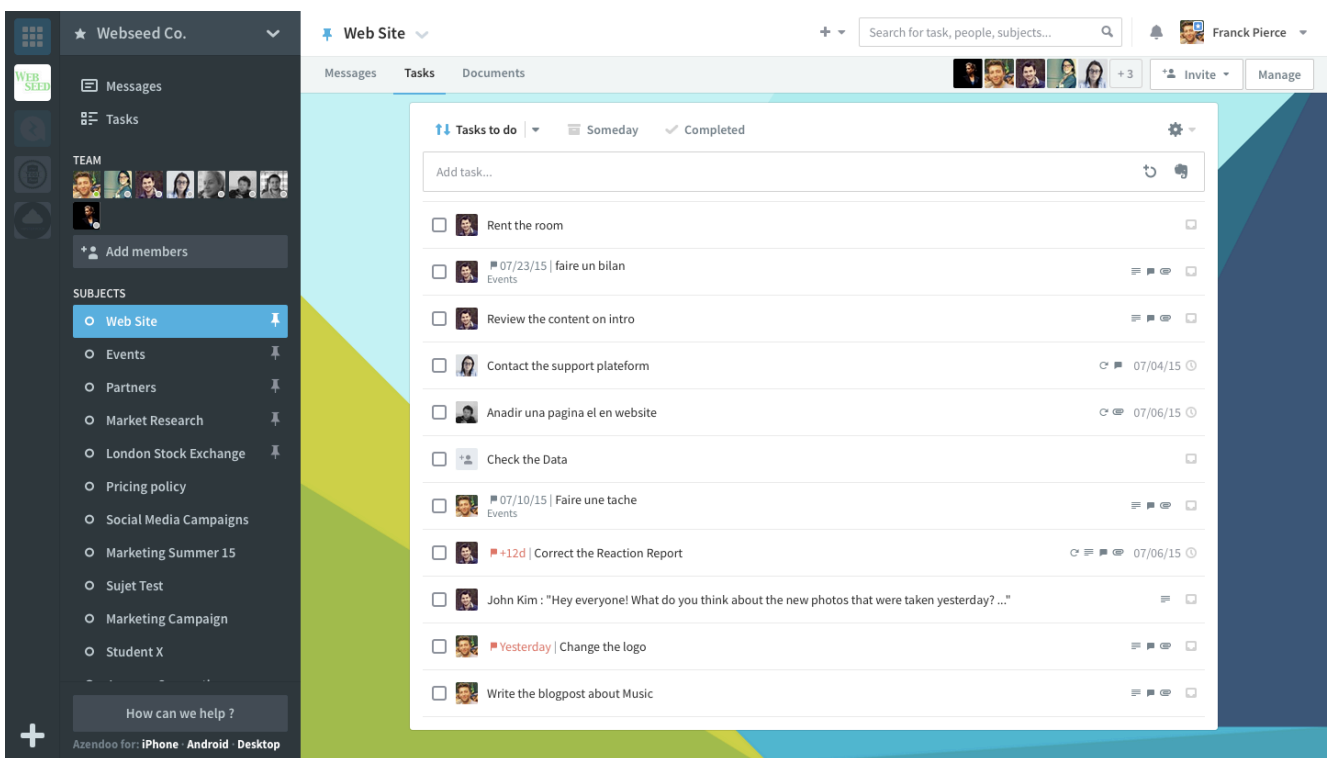 Webseed Co.
Web Site
Search for task, people, subjects...
Franck Pierce
WEB
SEED
Messages
Tasks
Documents
+ 3
Invite
Manage
Messages
Tasks
TEAM
Add members
SUBJECTS
Web Site
Events
Partners
Market Research
London Stock Exchange
Pricing policy
Social Media Campaigns
Marketing Summer 15
Sujet Test
Marketing Campaign
Student X
How can we help ?
Azendoo for: iPhone · Android · Desktop
Tasks to do
Someday
Completed
Add task...
Rent the room
07/23/15 | faire un bilan
Events
Review the content on intro
Contact the support plateform 07/04/15
Anadir una pagina el en website 07/06/15
Check the Data
07/10/15 | Faire une tache
Events
+12d | Correct the Reaction Report 07/06/15
John Kim : "Hey everyone! What do you think about the new photos that were taken yesterday? ..."
Yesterday | Change the logo
Write the blogpost about Music